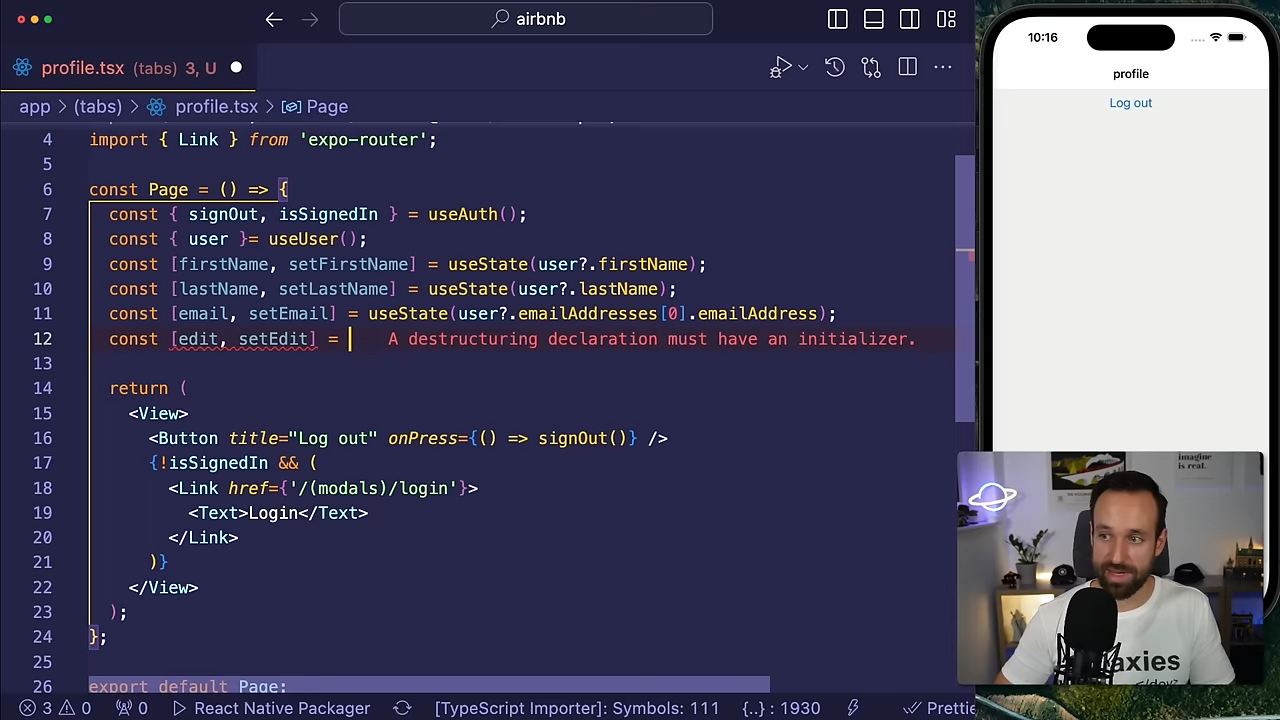 airbnb
profile.tsx (tabs) 3, U
app > (tabs) > profile.tsx > Page
4 import { Link } from 'expo-router';
5
6 const Page = () => {
7 const { signOut, isSignedIn } = useAuth();
8 const { user }= useUser();
9 const [firstName, setFirstName] = useState(user?.firstName);
10 const [lastName, setLastName] = useState(user?.lastName);
11 const [email, setEmail] = useState(user?.emailAddresses[0].emailAddress);
12 const [edit, setEdit] = A destructuring declaration must have an initializer.
13
14 return (
15 <View>
16 <Button title="Log out" onPress={() => signOut()} />
17 {!isSignedIn && (
18 <Link href={'/(modals)/login'}>
19 <Text>Login</Text>
20 </Link>
21 )}
22 </View>
23 );
24 };
25
26 export default Page;
3 0 0 React Native Packager [TypeScript Importer]: Symbols: 111 {..} : 1930
10:16
profile
Log out
imagine
is real.